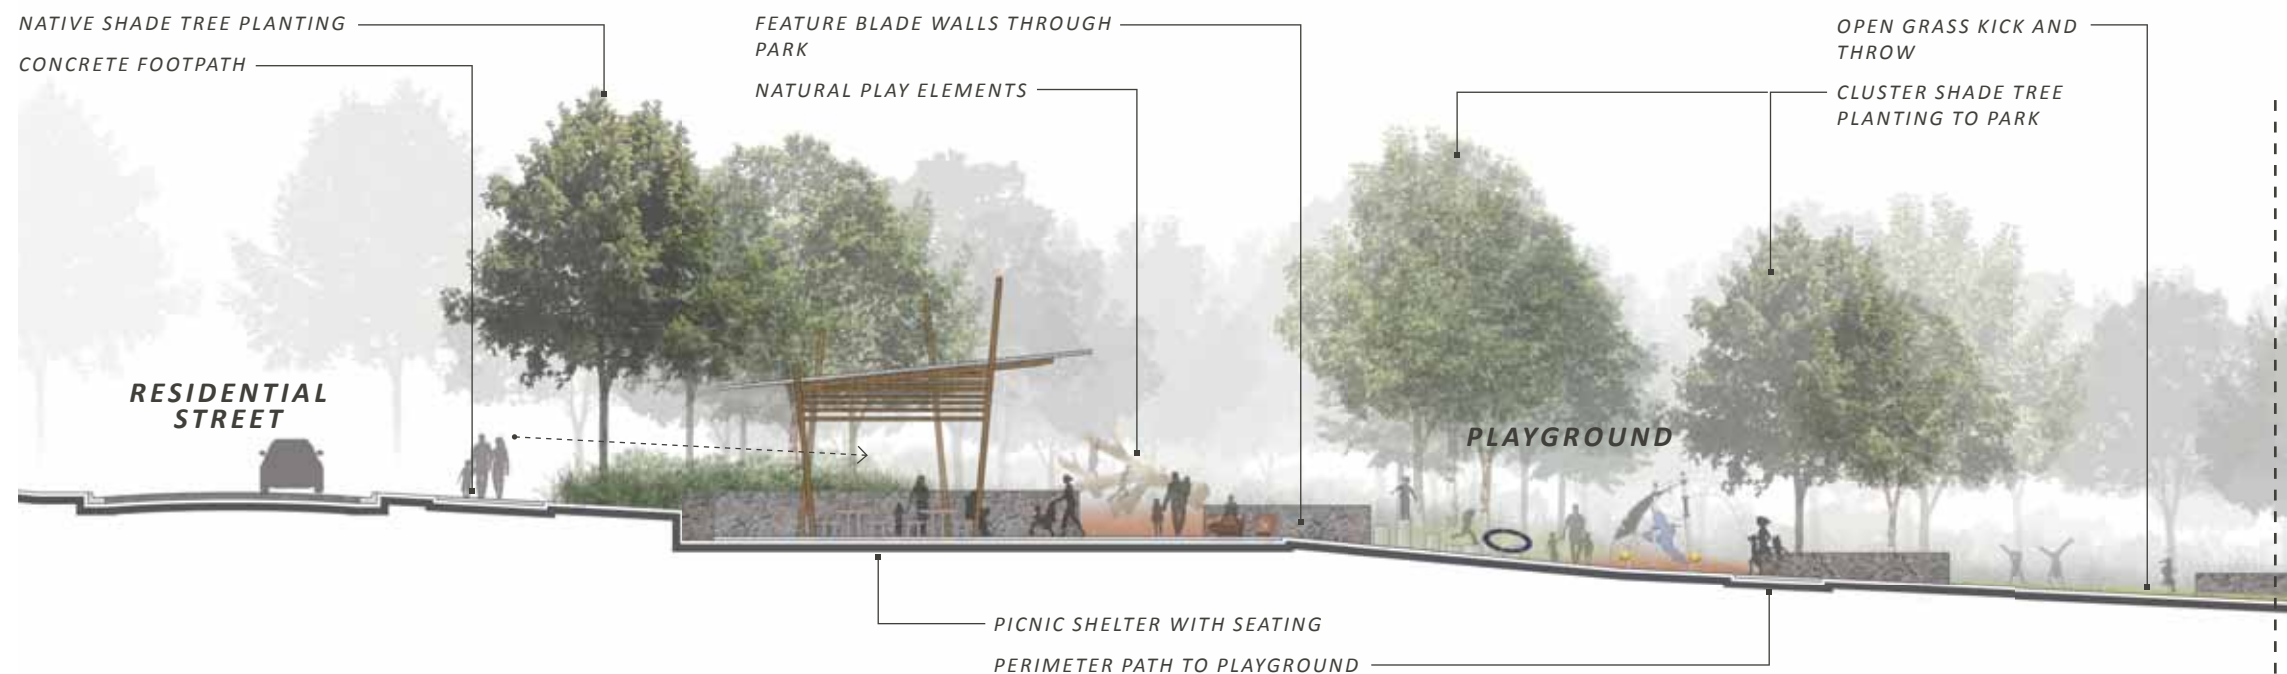 NATIVE SHADE TREE PLANTING
CONCRETE FOOTPATH
FEATURE BLADE WALLS THROUGH
PARK
NATURAL PLAY ELEMENTS
OPEN GRASS KICK AND
THROW
CLUSTER SHADE TREE
PLANTING TO PARK
RESIDENTIAL
STREET
PLAYGROUND
PICNIC SHELTER WITH SEATING
PERIMETER PATH TO PLAYGROUND